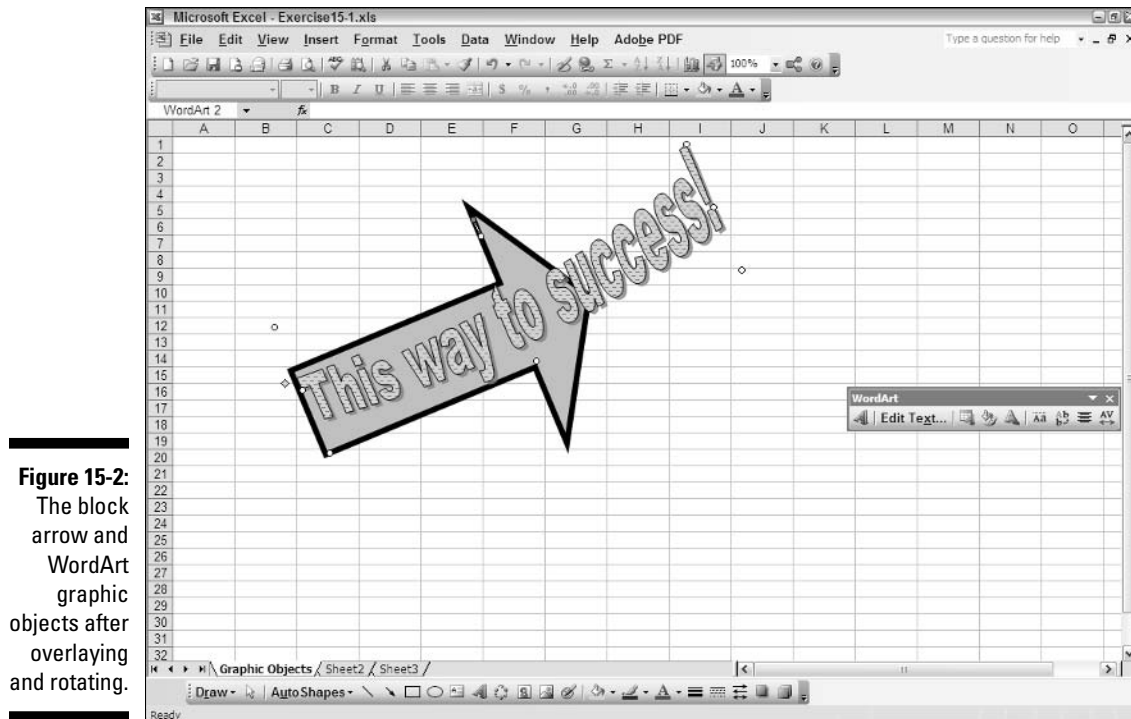 Microsoft Excel - Exercise15-1.xls
File Edit View Insert Format Tools Data Window Help Adobe PDF
Type a question for help
100%
B I U $ % ,
WordArt 2 fx
A B C D E F G H I J K L M N O
1
2
3
4
5
6
7
8
9
10
11
12
13
14
15
16
17
18
19
20
21
22
23
24
25
26
27
28
29
30
31
32
This way to success!
WordArt
Edit Text...
Graphic Objects / Sheet2 / Sheet3 /
Draw AutoShapes
Ready
Figure 15-2:
The block
arrow and
WordArt
graphic
objects after
overlaying
and rotating.